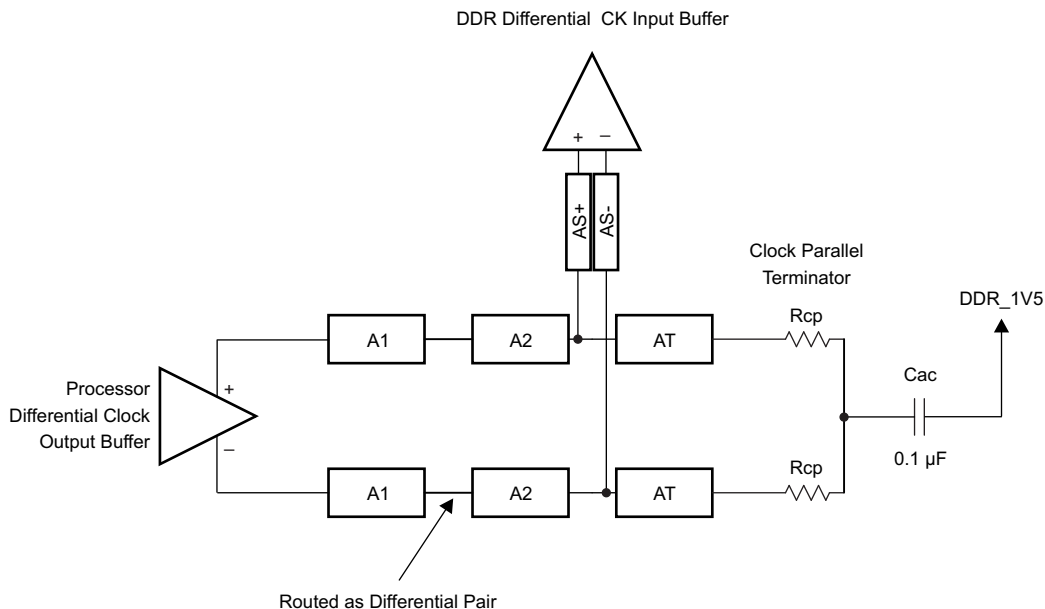 DDR Differential CK Input Buffer
+ –
AS+
AS-
Clock Parallel
Terminator
DDR_1V5
Rcp
A1
A2
AT
Cac
Processor
Differential Clock
Output Buffer
+
–
0.1 µF
Rcp
A1
A2
AT
Routed as Differential Pair